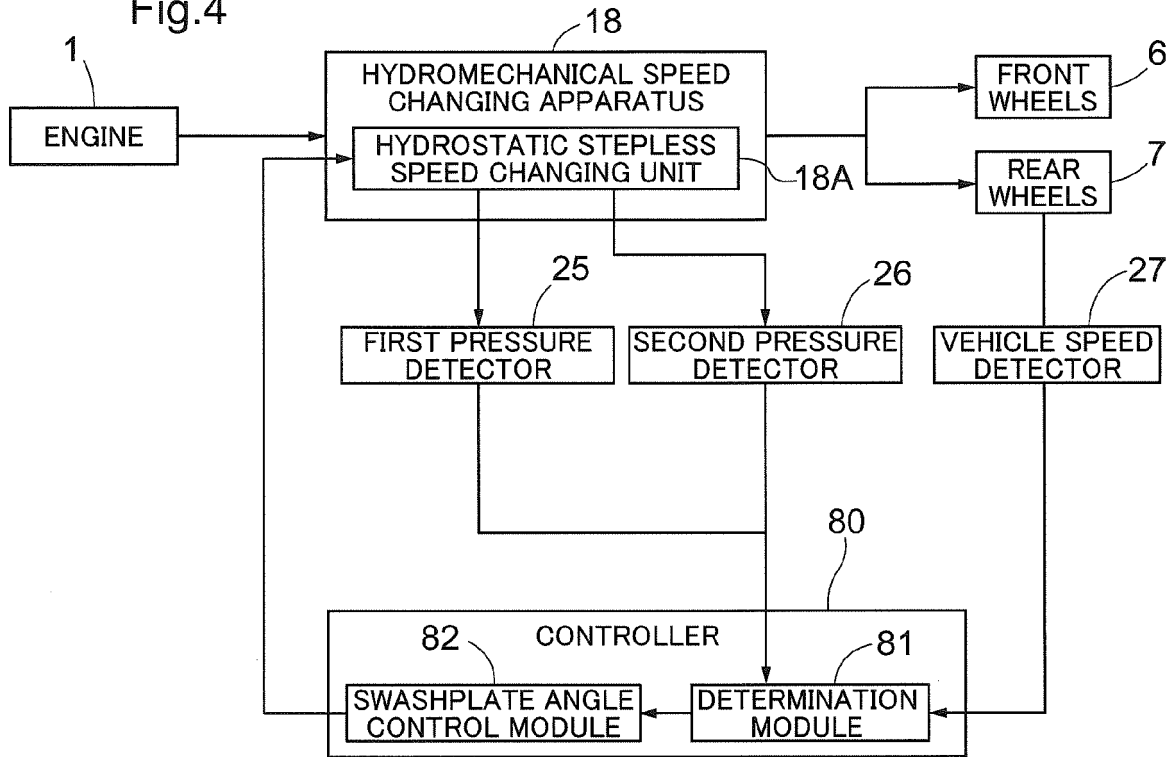 Fig.4
18
1
6
HYDROMECHANICAL SPEED
CHANGING APPARATUS
FRONT
WHEELS
ENGINE
HYDROSTATIC STEPLESS
SPEED CHANGING UNIT
18A
7
REAR
WHEELS
25
26
27
FIRST PRESSURE
DETECTOR
SECOND PRESSURE
DETECTOR
VEHICLE SPEED
DETECTOR
80
CONTROLLER
82
81
SWASHPLATE ANGLE
CONTROL MODULE
DETERMINATION
MODULE